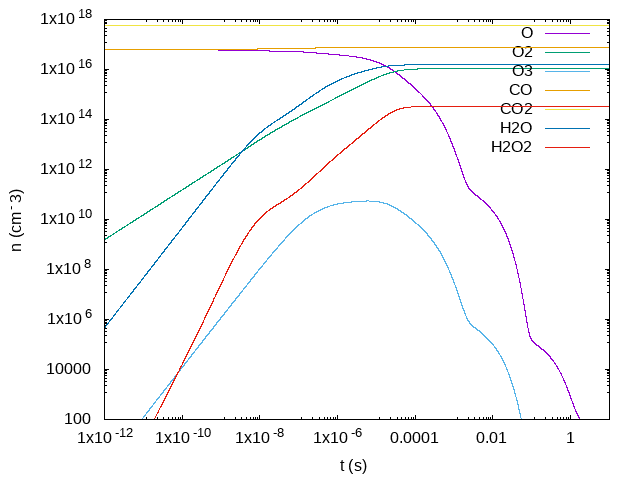 1x10 18
1x10 16
1x10 14
1x10 12
1x10 10
1x10 8
1x10 6
10000
100
n (cm-3)
O
O2
O3
CO
CO2
H2O
H2O2
1x10-12
1x10-10
1x10-8
1x10-6
0.0001
0.01
1
t (s)